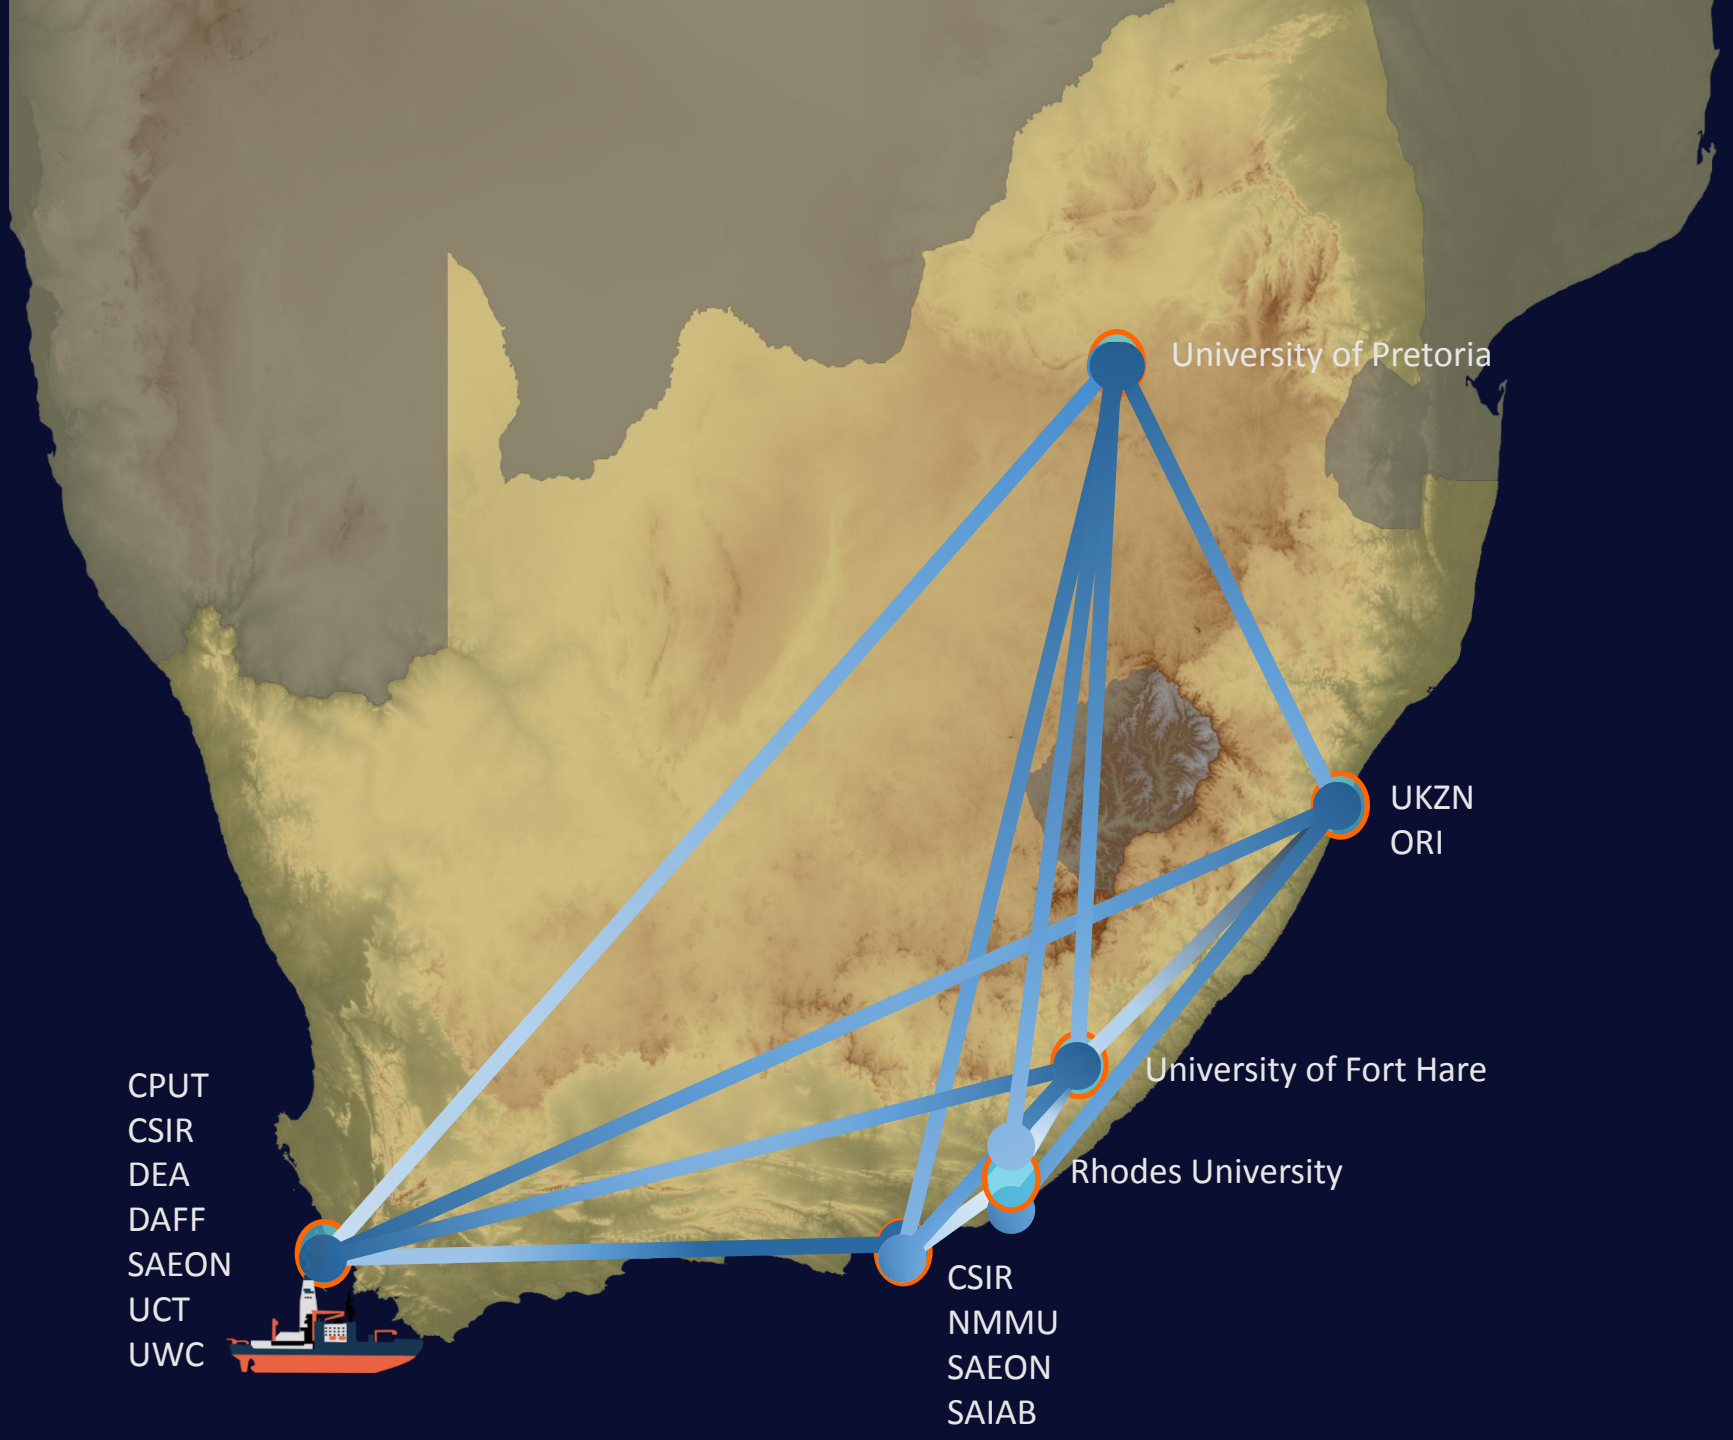 University of Pretoria
UKZN
ORI
University of Fort Hare
Rhodes University
CPUT
CSIR
DEA
DAFF
SAEON
UCT
UWC
CSIR
NMMU
SAEON
SAIAB